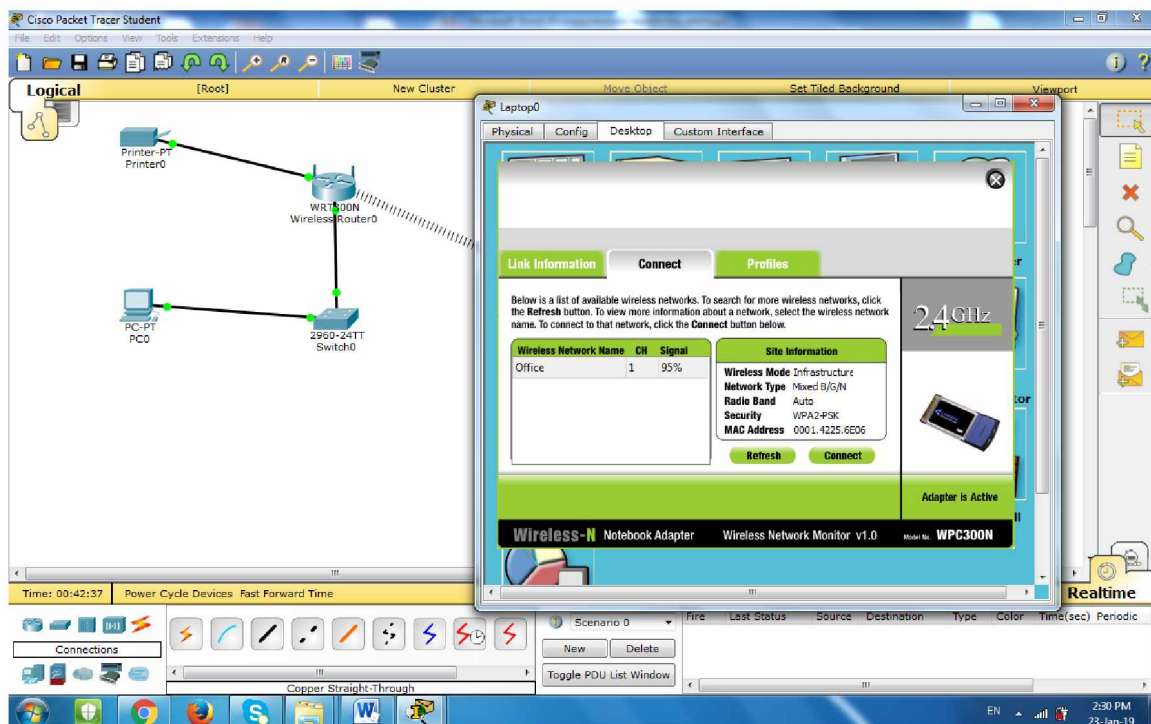 Cisco Packet Tracer Student
File Edit Options View Tools Extensions Help
Logical
[Root]
New Cluster
Move Object
Set Tiled Background
Viewport
Printer-PT
Printer0
WRT300N
Wireless Router0
PC-PT
PC0
2960-24TT
Switch0
Laptop0
Physical Config Desktop Custom Interface
Link Information Connect Profiles
Below is a list of available wireless networks. To search for more wireless networks, click
the Refresh button. To view more information about a network, select the wireless network
name. To connect to that network, click the Connect button below.
2.4GHz
Wireless Network Name CH Signal
Office 1 95%
Site Information
Wireless Mode Infrastructure
Network Type Mixed B/G/N
Radio Band Auto
Security WPA2-PSK
MAC Address 0001.4225.6E06
Refresh Connect
Adapter is Active
Wireless-N Notebook Adapter Wireless Network Monitor v1.0 Model No. WPC300N
Time: 00:42:37 Power Cycle Devices Fast Forward Time
Realtime
Connections
Copper Straight-Through
Scenario 0
New Delete
Toggle PDU List Window
Fire Last Status Source Destination Type Color Time(sec) Periodic
EN
2:30 PM
23-Jan-19